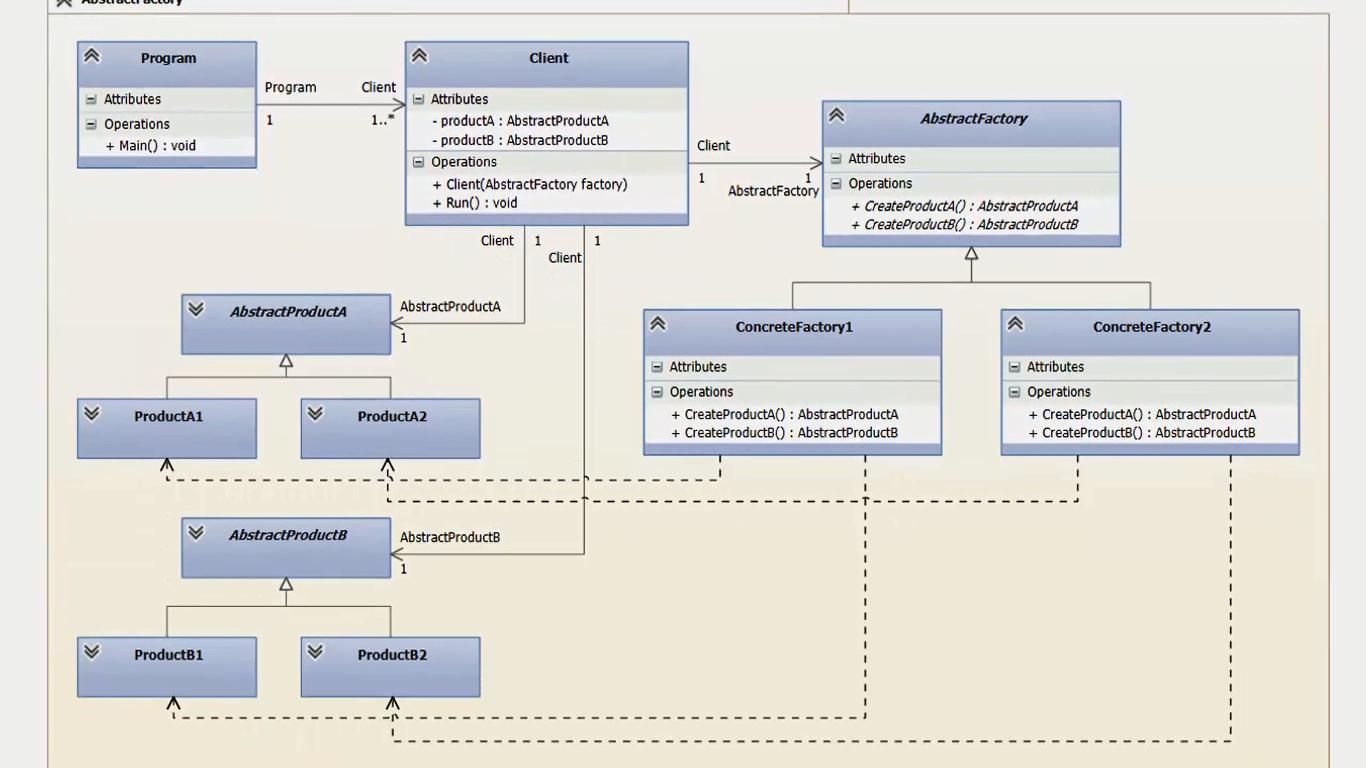 AbstractFactory
Program
Attributes
Operations
+ Main() : void
Program
Client
1
1..*
Client
Attributes
- productA : AbstractProductA
- productB : AbstractProductB
Operations
+ Client(AbstractFactory factory)
+ Run() : void
Client
1
1
AbstractFactory
AbstractFactory
Attributes
Operations
+ CreateProductA() : AbstractProductA
+ CreateProductB() : AbstractProductB
Client
1
1
Client
AbstractProductA
AbstractProductA
1
ProductA1
ProductA2
ConcreteFactory1
Attributes
Operations
+ CreateProductA() : AbstractProductA
+ CreateProductB() : AbstractProductB
ConcreteFactory2
Attributes
Operations
+ CreateProductA() : AbstractProductA
+ CreateProductB() : AbstractProductB
AbstractProductB
AbstractProductB
1
ProductB1
ProductB2